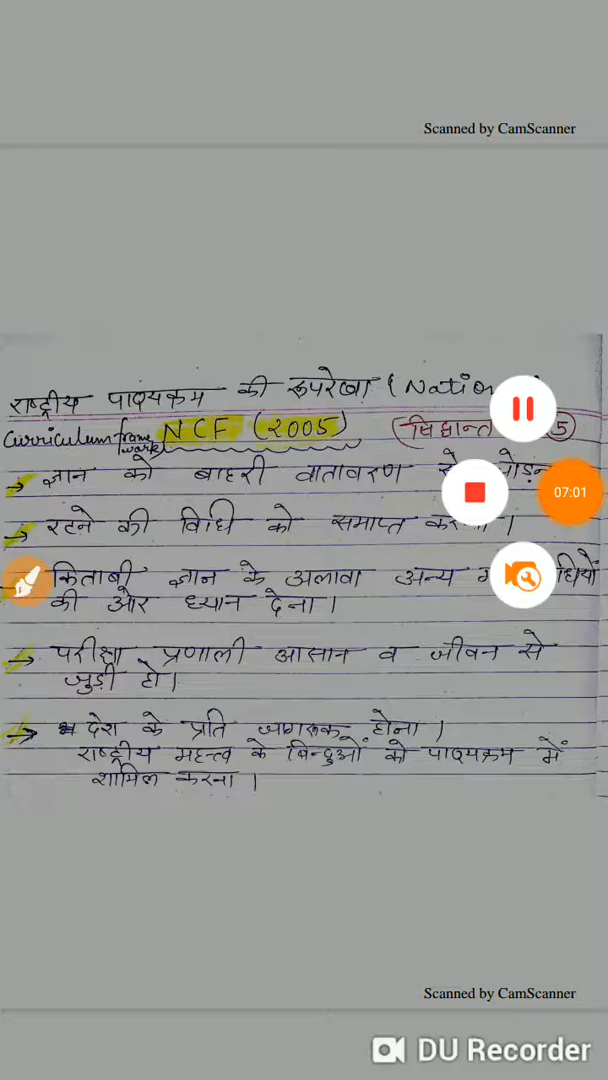 Scanned by CamScanner
राष्ट्रीय पाठ्यक्रम की रूपरेखा (Natio
Curriculum frame work NCF (2005) (सिद्धान्त 5
→ ज्ञान को बाहरी वातावरण से
07:01
→ रटने की विधि को समाप्त ।
किताबी ज्ञान के अलावा अन्य
की ओर ध्यान देना।
→ परीक्षा प्रणाली आसान व जीवन से
जुड़ी हो।
→ देश के प्रति जागरूक होना।
राष्ट्रीय महत्त्व के बिन्दुओं को पाठ्यक्रम में
शामिल करना ।
Scanned by CamScanner
DU Recorder